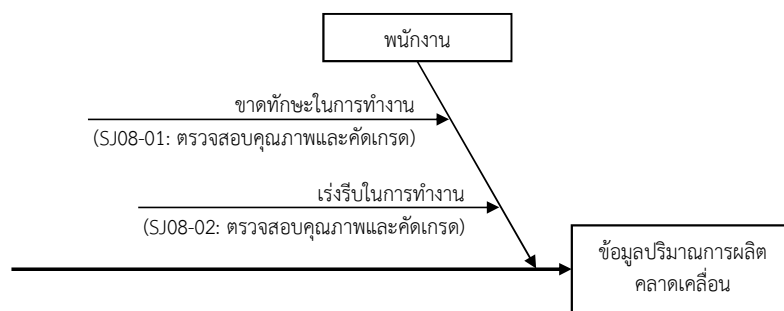 พนักงาน
ขาดทักษะในการทำงาน
(SJ08-01: ตรวจสอบคุณภาพและคัดเกรด)
เร่งรีบในการทำงาน
(SJ08-02: ตรวจสอบคุณภาพและคัดเกรด)
ข้อมูลปริมาณการผลิต
คลาดเคลื่อน